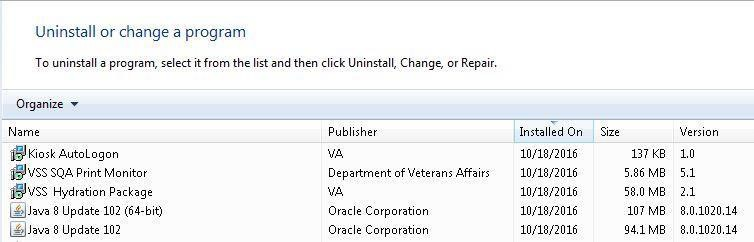 Uninstall or change a program
To uninstall a program, select it from the list and then click Uninstall, Change, or Repair.
Organize
Name Publisher Installed On Size Version
Kiosk AutoLogon VA 10/18/2016 137 KB 1.0
VSS SQA Print Monitor Department of Veterans Affairs 10/18/2016 5.86 MB 5.1
VSS Hydration Package VA 10/18/2016 58.0 MB 2.1
Java 8 Update 102 (64-bit) Oracle Corporation 10/18/2016 107 MB 8.0.1020.14
Java 8 Update 102 Oracle Corporation 10/18/2016 94.1 MB 8.0.1020.14